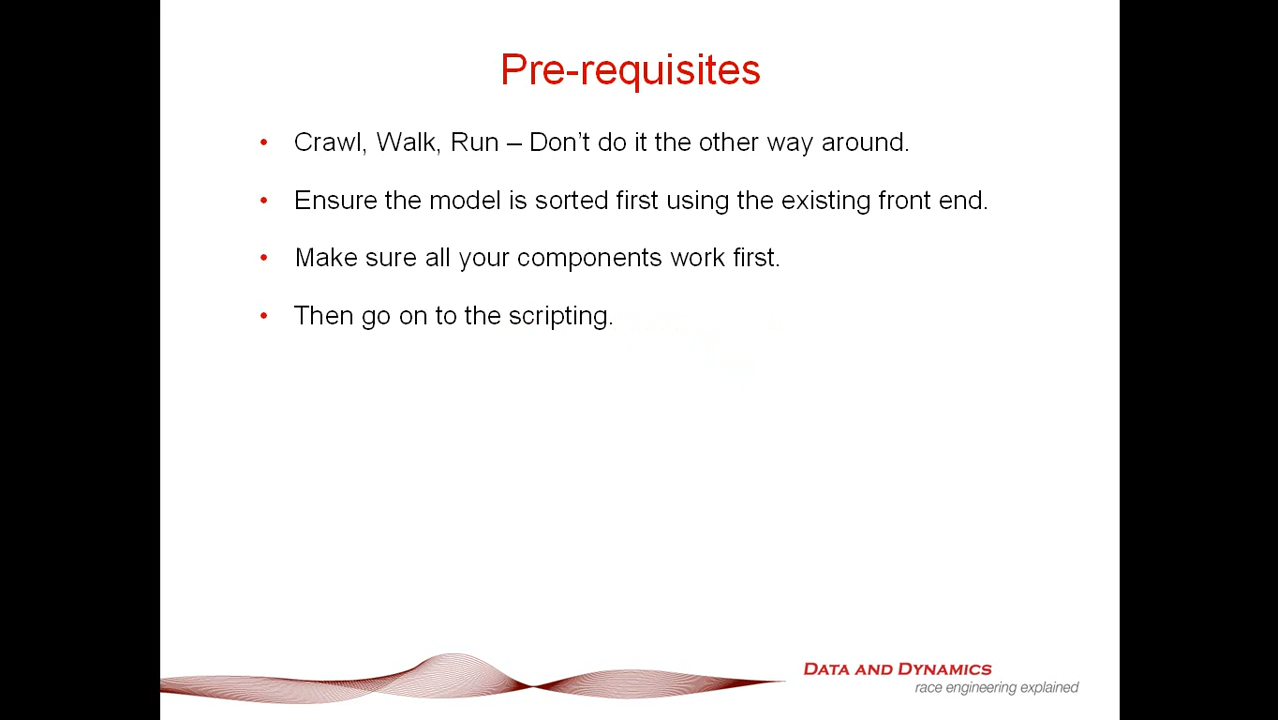 Pre-requisites
• Crawl, Walk, Run – Don’t do it the other way around.
• Ensure the model is sorted first using the existing front end.
• Make sure all your components work first.
• Then go on to the scripting.
DATA AND DYNAMICS
race engineering explained